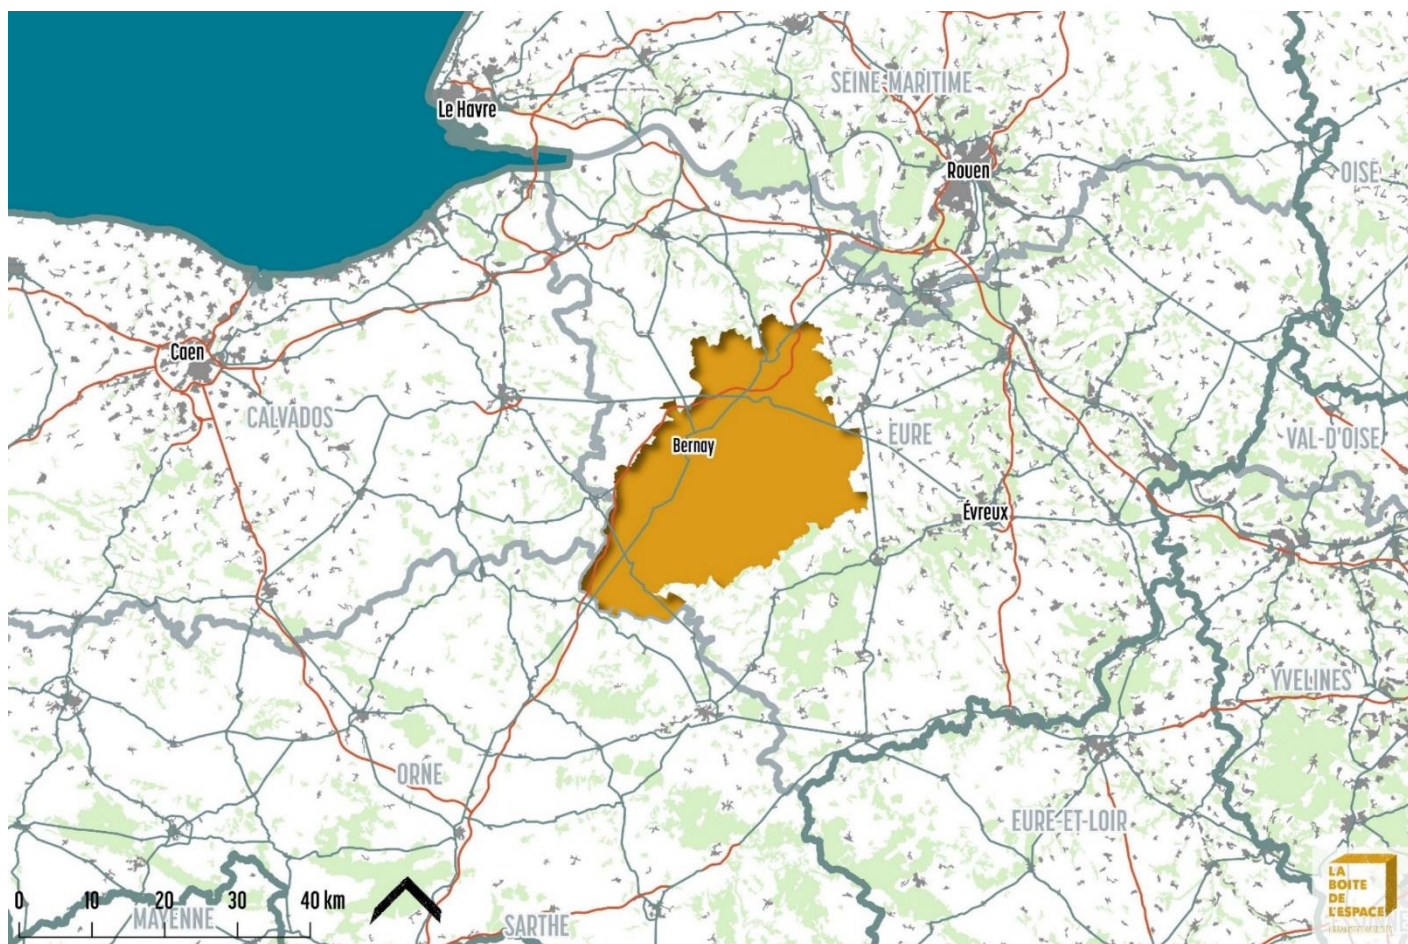 SEINE-MARITIME
Le Havre
Rouen
OISE
Caen
CALVADOS
Bernay
EURE
VAL-D'OISE
Évreux
YVELINES
ORNE
EURE-ET-LOIR
0 10 20 30 40 km
MAYENNE
SARTHE
LA
BOITE
DE
L'ESPACE
ESSONNE